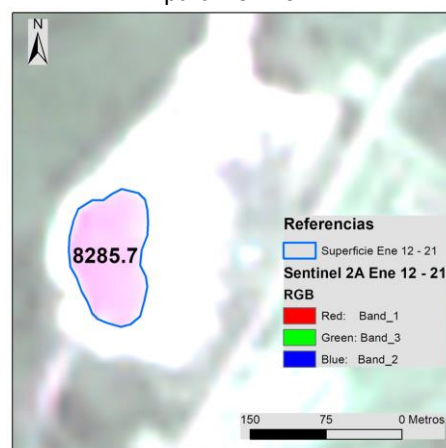 N
8285.7
Referencias
Superficie Ene 12 - 21
Sentinel 2A Ene 12 - 21
RGB
Red: Band_1
Green: Band_3
Blue: Band_2
150 75 0 Metros